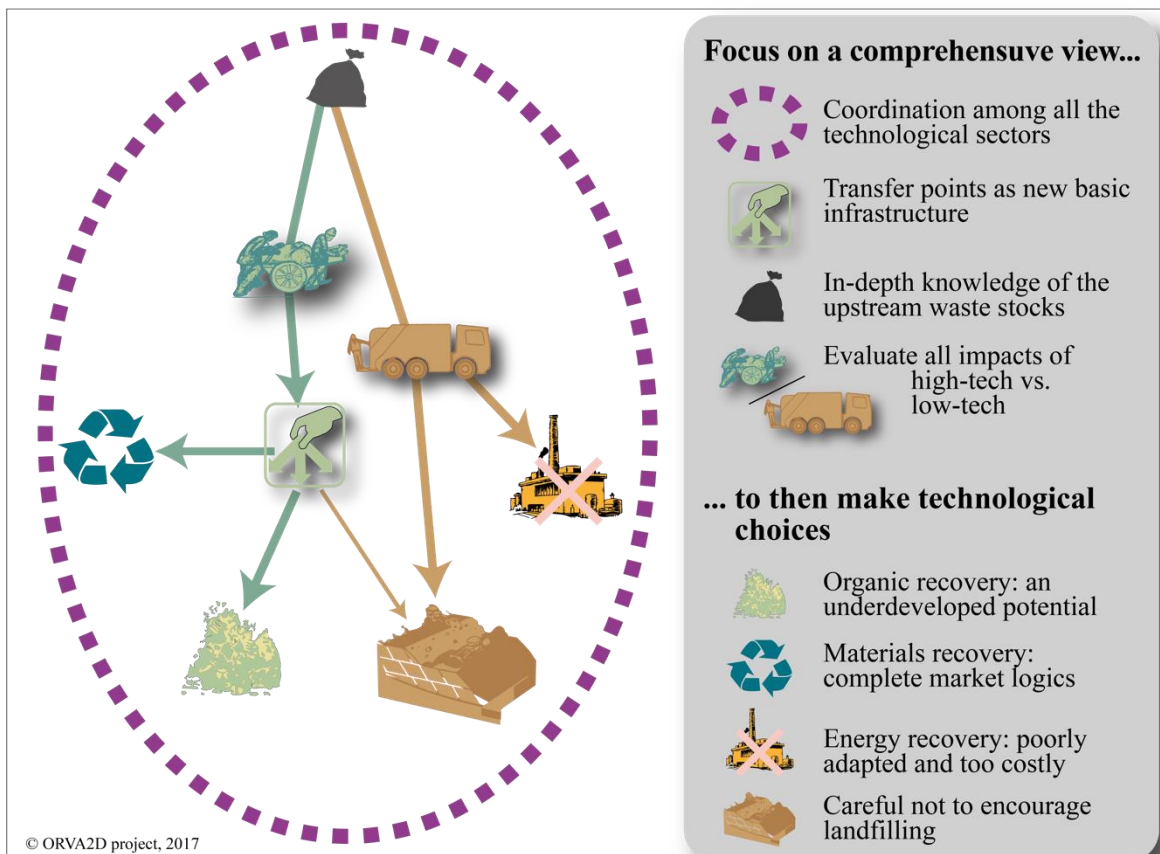 Focus on a comprehensuve view...
Coordination among all the
technological sectors
Transfer points as new basic
infrastructure
In-depth knowledge of the
upstream waste stocks
Evaluate all impacts of
high-tech vs.
low-tech
... to then make technological
choices
Organic recovery: an
underdeveloped potential
Materials recovery:
complete market logics
Energy recovery: poorly
adapted and too costly
Careful not to encourage
landfilling
© ORVA2D project, 2017